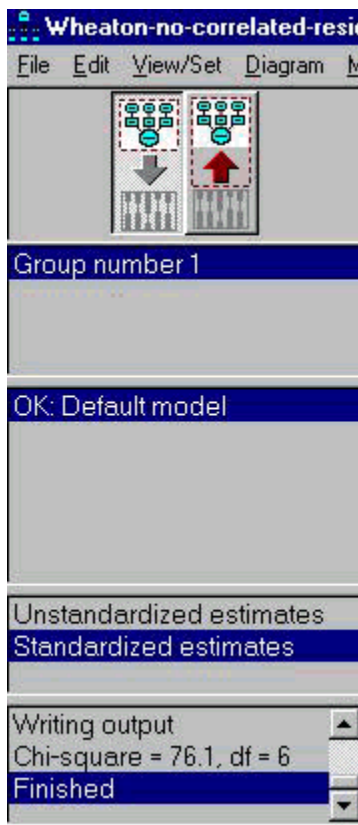 Wheaton-no-correlated-resi
File Edit View/Set Diagram
Group number 1
OK: Default model
Unstandardized estimates
Standardized estimates
Writing output
Chi-square = 76.1, df = 6
Finished